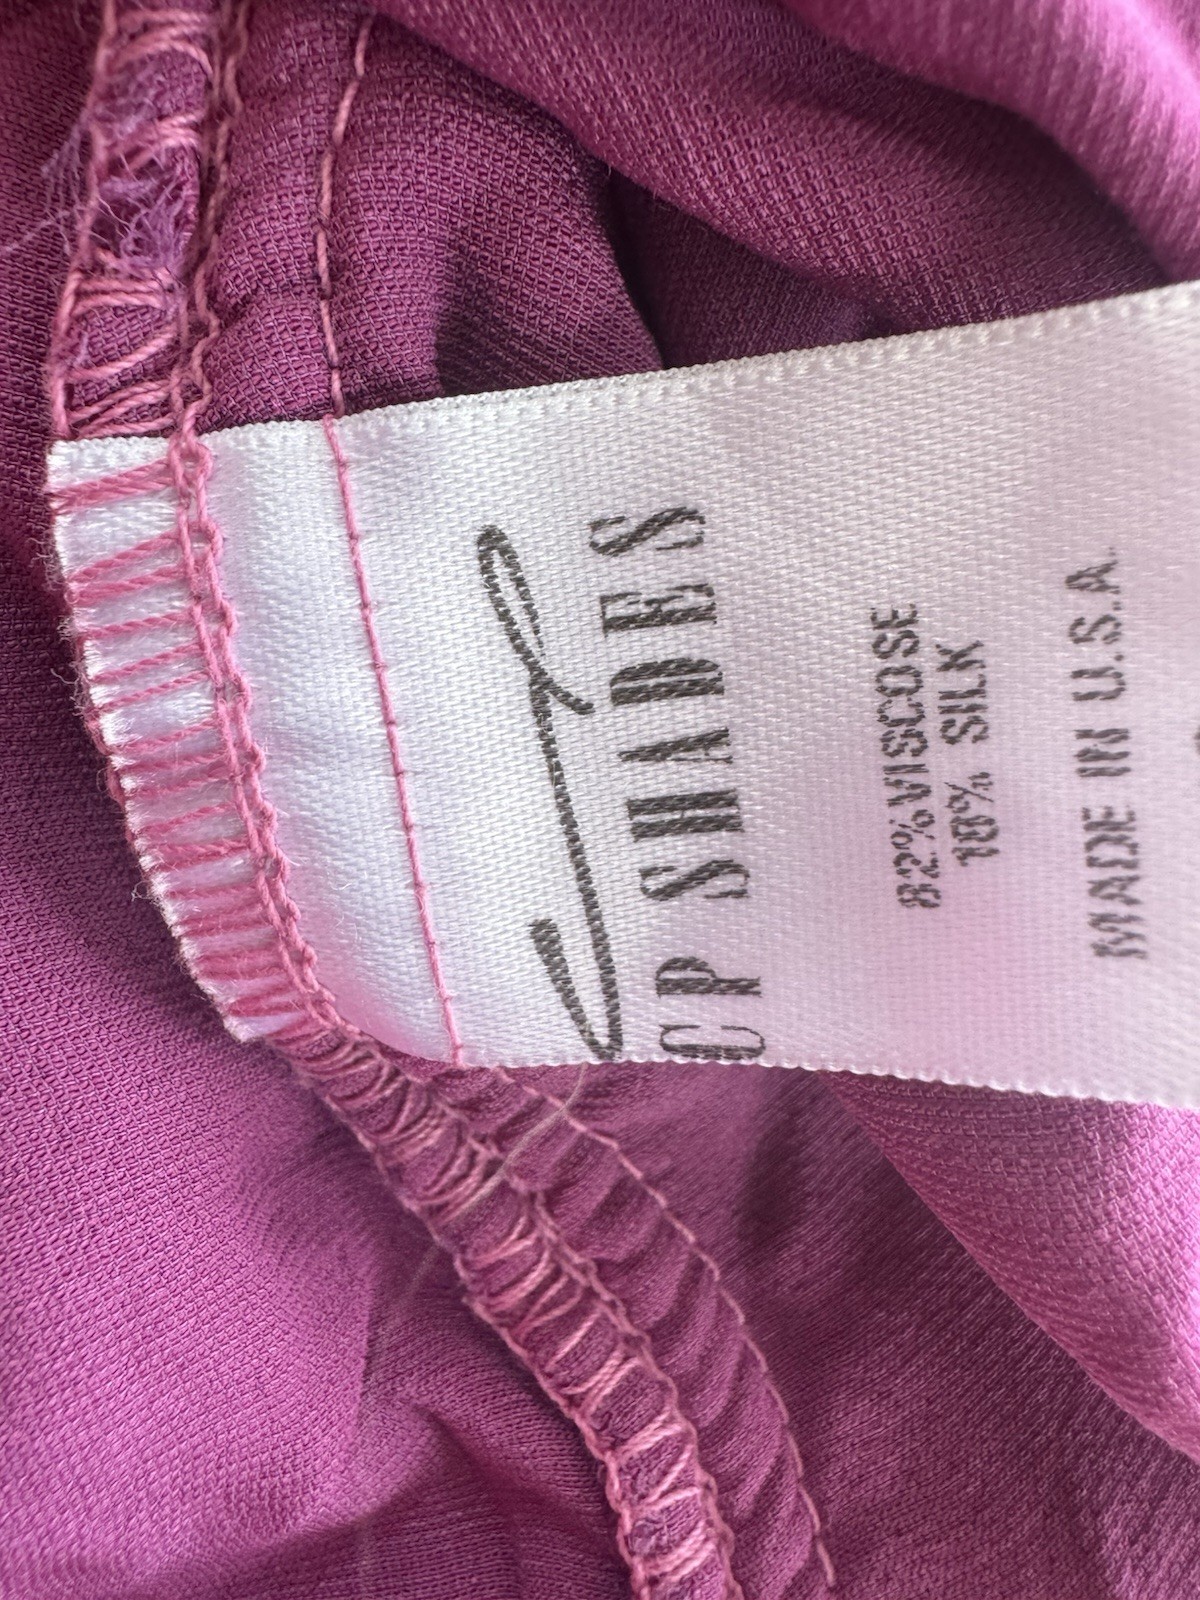 CP SHADES
82% VISCOSE
18% SILK
MADE IN U.S.A.